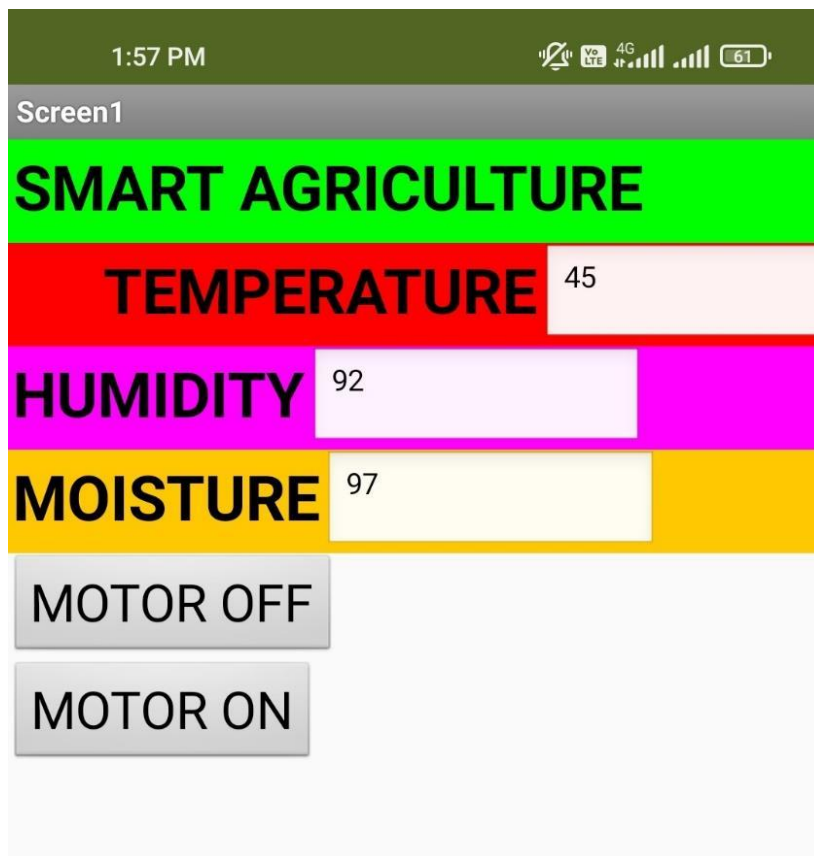 1:57 PM Vo LTE 4G 61
Screen1
SMART AGRICULTURE
TEMPERATURE 45
HUMIDITY 92
MOISTURE 97
MOTOR OFF
MOTOR ON